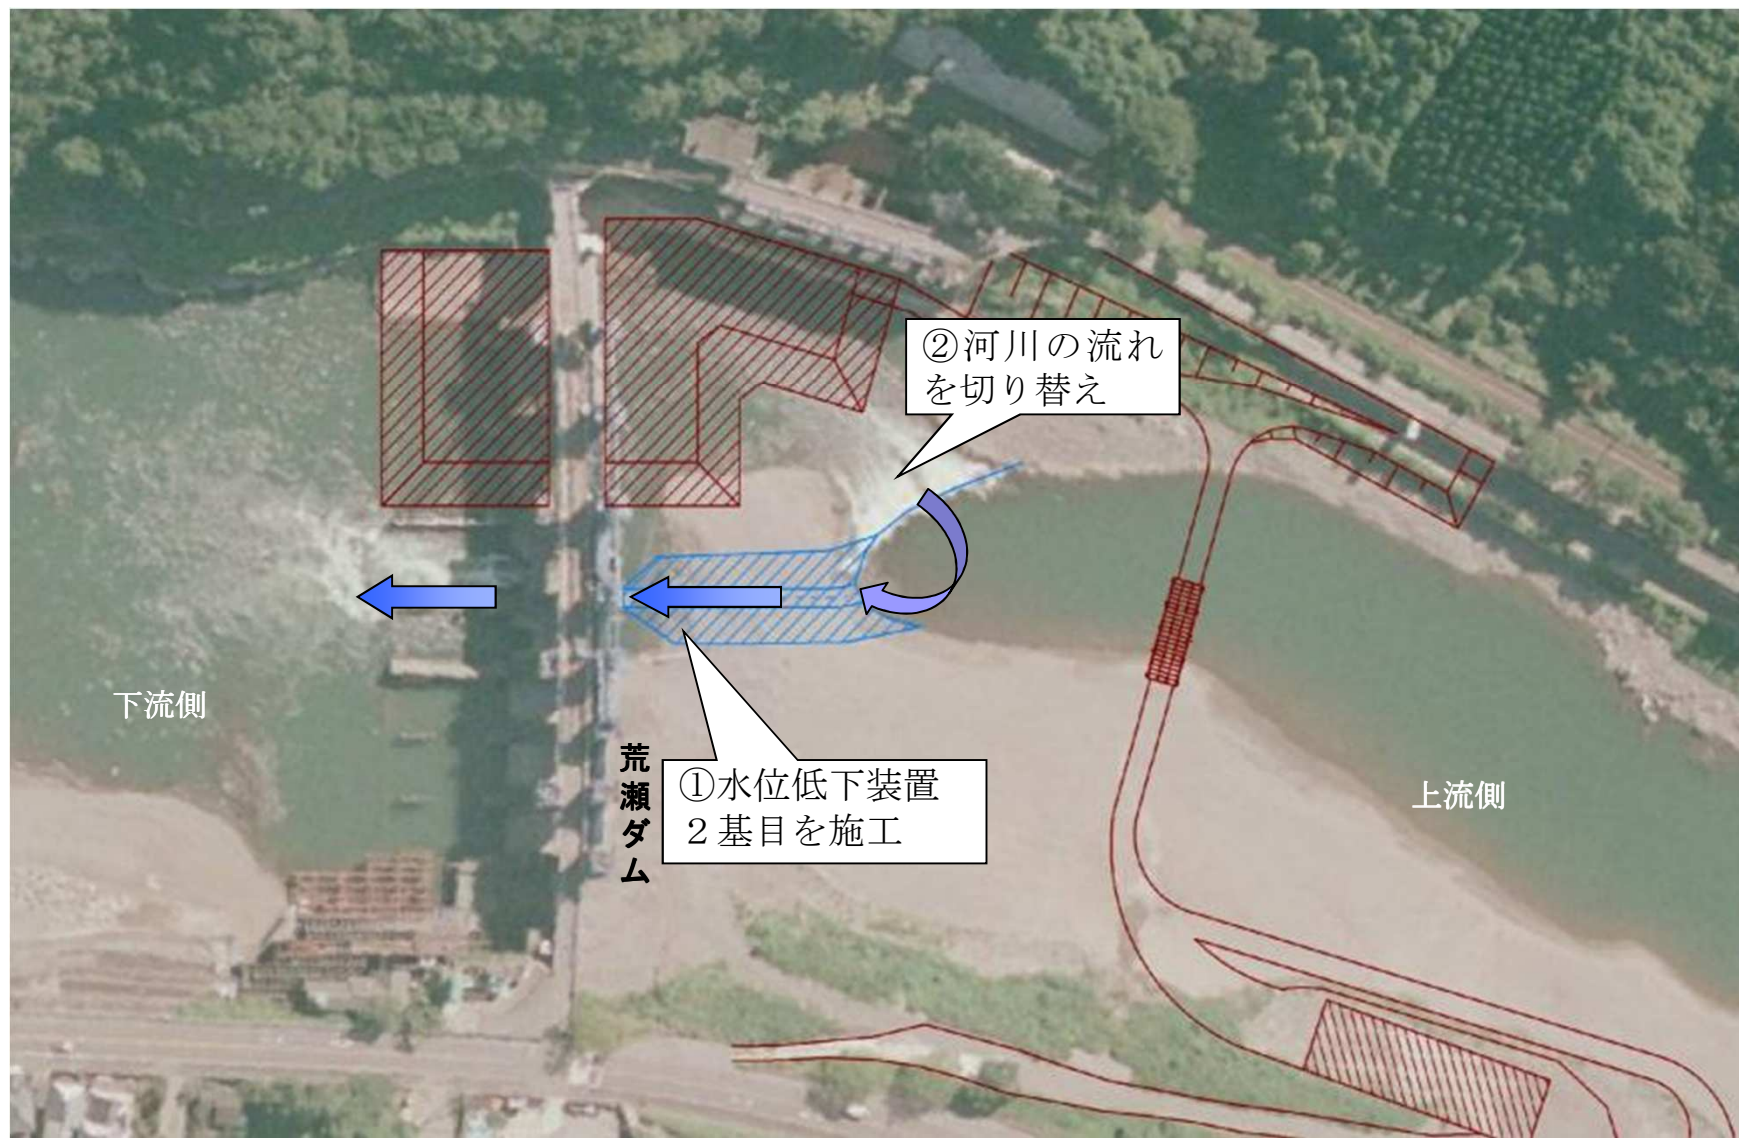 ②河川の流れ
を切り替え
下流側
荒瀬ダム
①水位低下装置
２基目を施工
上流側